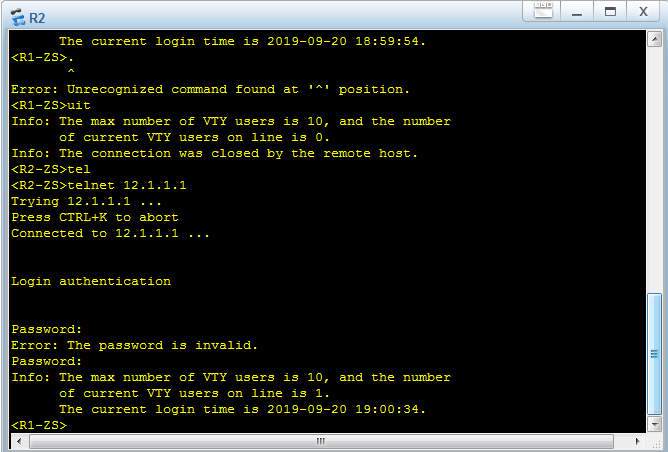 R2
The current login time is 2019-09-20 18:59:54.
<R1-ZS>.
^
Error: Unrecognized command found at '^' position.
<R1-ZS>uit
Info: The max number of VTY users is 10, and the number
of current VTY users on line is 0.
Info: The connection was closed by the remote host.
<R2-ZS>tel
<R2-ZS>telnet 12.1.1.1
Trying 12.1.1.1 ...
Press CTRL+K to abort
Connected to 12.1.1.1 ...
Login authentication
Password:
Error: The password is invalid.
Password:
Info: The max number of VTY users is 10, and the number
of current VTY users on line is 1.
The current login time is 2019-09-20 19:00:34.
<R1-ZS>